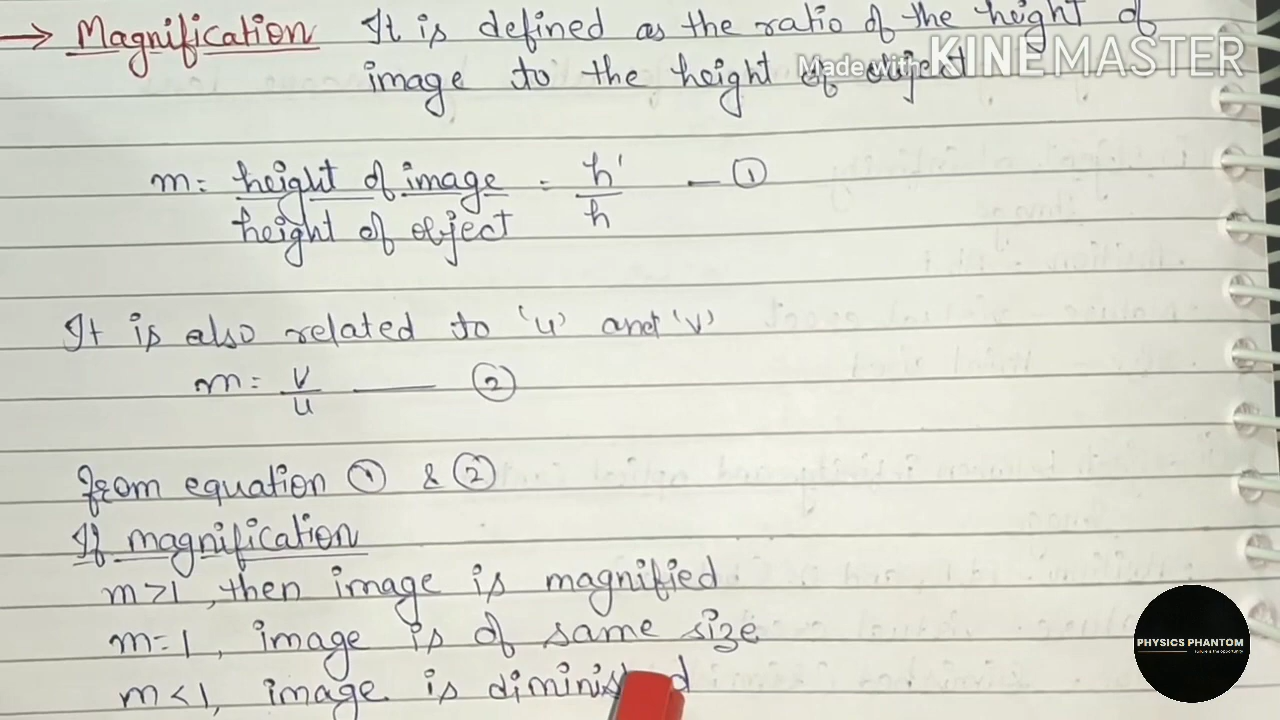 → Magnification It is defined as the ratio of the height of
Made with KINEMASTER
image to the height of object
m = height of image / height of object = h' / h — ①
It is also related to 'u' and 'v'
m = v / u —— ②
from equation ① & ②
If magnification
m > 1, then image is magnified
m = 1, image is of same size
PHYSICS PHANTOM
m < 1, image is